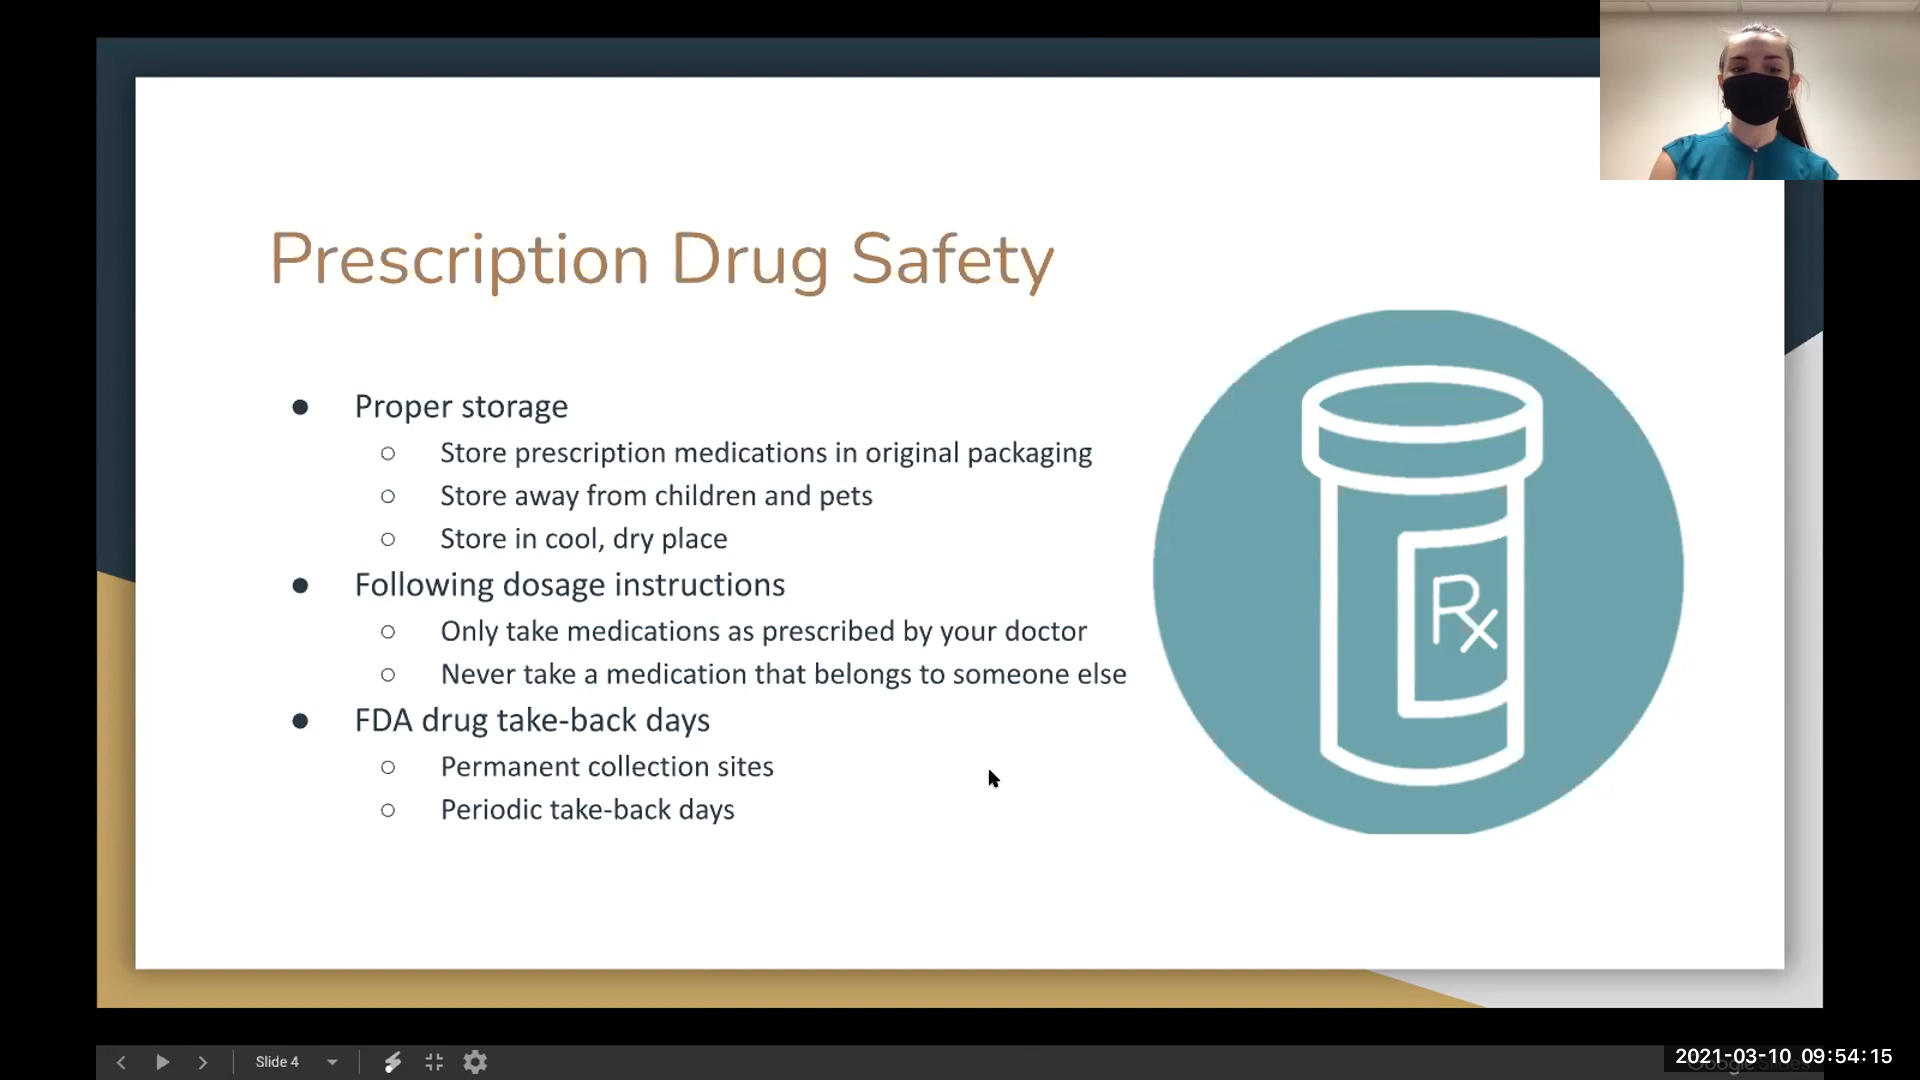 Prescription Drug Safety
● Proper storage
○ Store prescription medications in original packaging
○ Store away from children and pets
○ Store in cool, dry place
● Following dosage instructions
○ Only take medications as prescribed by your doctor
○ Never take a medication that belongs to someone else
● FDA drug take-back days
○ Permanent collection sites
○ Periodic take-back days
Rx
Slide 4
2021-03-10 09:54:15